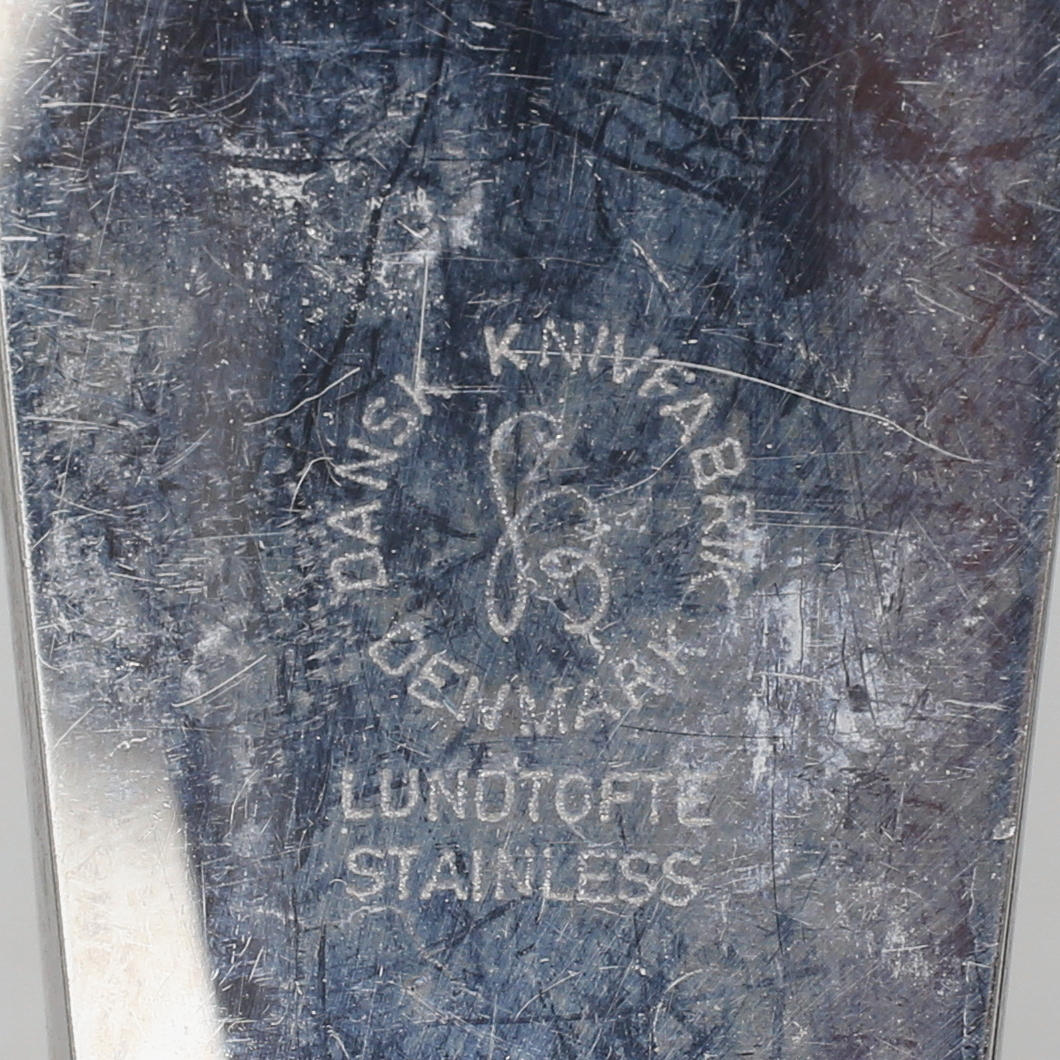 DANSK KNIVFABRIK
DENMARK
LUNDTOFTE
STAINLESS